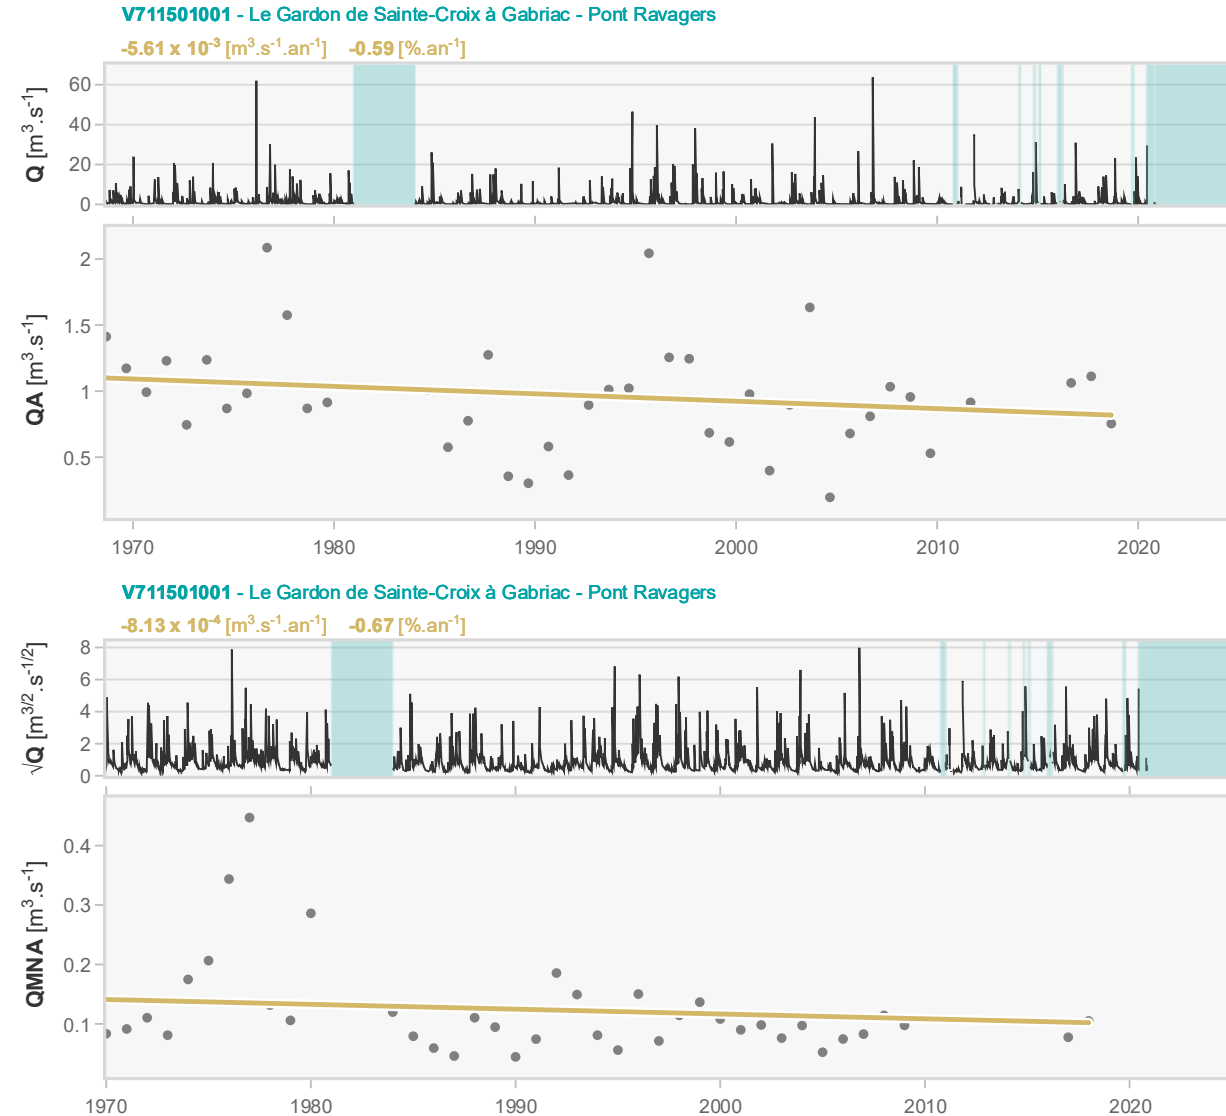 V711501001 - Le Gardon de Sainte-Croix à Gabriac - Pont Ravagers
-5.61 x 10⁻³ [m³.s⁻¹.an⁻¹] -0.59 [%.an⁻¹]
Q [m³.s⁻¹]
60
40
20
0
QA [m³.s⁻¹]
2
1.5
1
0.5
1970 1980 1990 2000 2010 2020
V711501001 - Le Gardon de Sainte-Croix à Gabriac - Pont Ravagers
-8.13 x 10⁻⁴ [m³.s⁻¹.an⁻¹] -0.67 [%.an⁻¹]
√Q [m³ᐟ².s⁻¹ᐟ²]
8
6
4
2
0
QMNA [m³.s⁻¹]
0.4
0.3
0.2
0.1
1970 1980 1990 2000 2010 2020